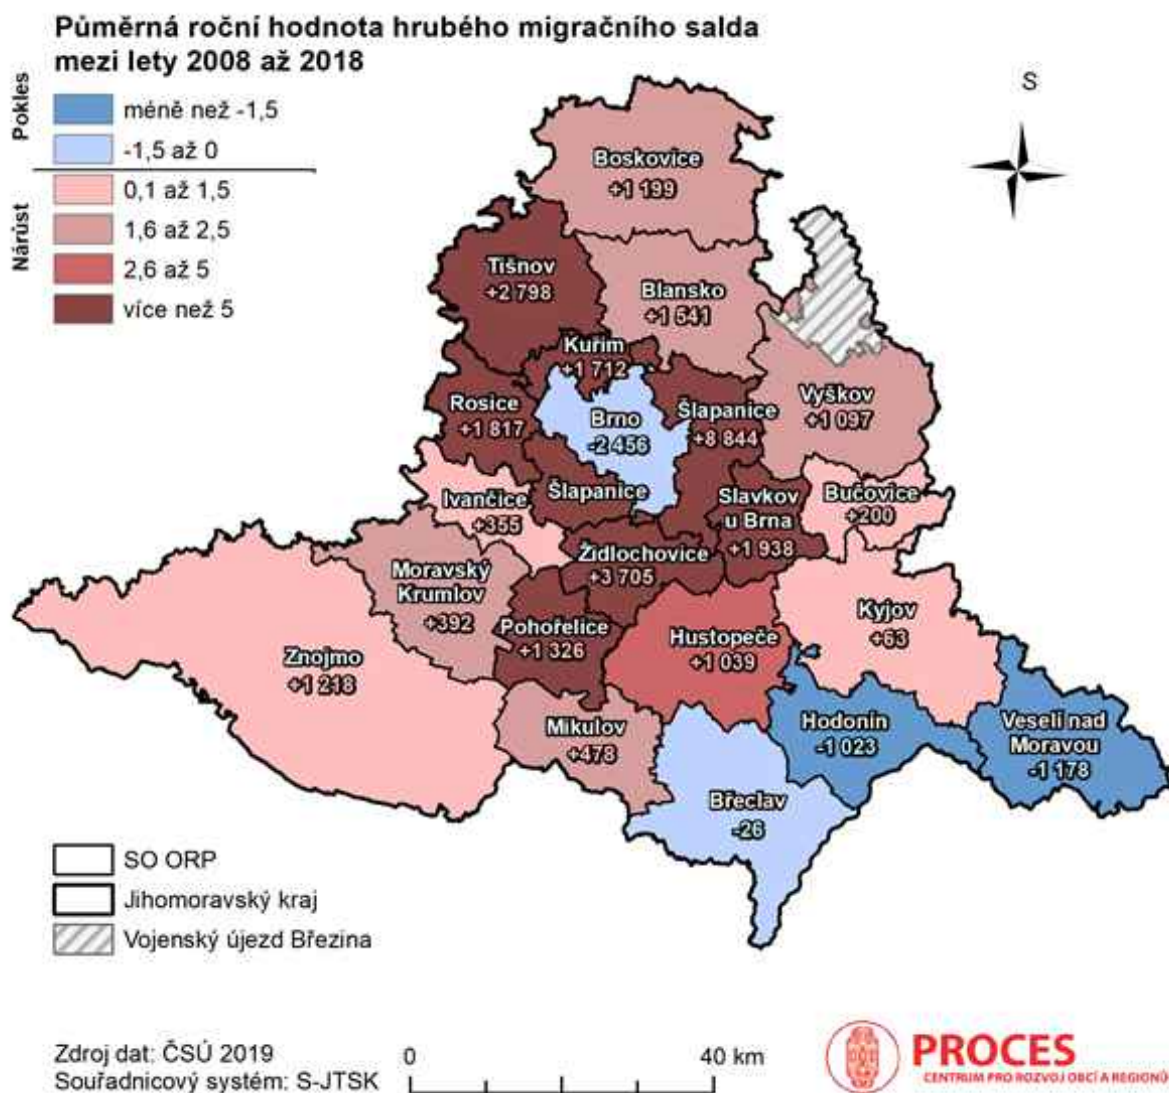 Půměrná roční hodnota hrubého migračního salda
mezi lety 2008 až 2018
Pokles
méně než -1,5
-1,5 až 0
Nárůst
0,1 až 1,5
1,6 až 2,5
2,6 až 5
více než 5
S
Boskovice
+1 199
Tišnov
+2 798
Blansko
+1 541
Kuřim
+1 712
Vyškov
+1 097
Rosice
+1 817
Brno
-2 456
Šlapanice
+8 844
Ivančice
+355
Šlapanice
Slavkov
u Brna
+1 938
Bučovice
+200
Židlochovice
+3 705
Moravský
Krumlov
+392
Pohořelice
+1 326
Hustopeče
+1 039
Kyjov
+63
Znojmo
+1 218
Mikulov
+478
Hodonín
-1 023
Veselí nad
Moravou
-1 178
Břeclav
-26
SO ORP
Jihomoravský kraj
Vojenský újezd Březina
Zdroj dat: ČSÚ 2019
Souřadnicový systém: S-JTSK
0 40 km
PROCES
CENTRUM PRO ROZVOJ OBCÍ A REGIONŮ